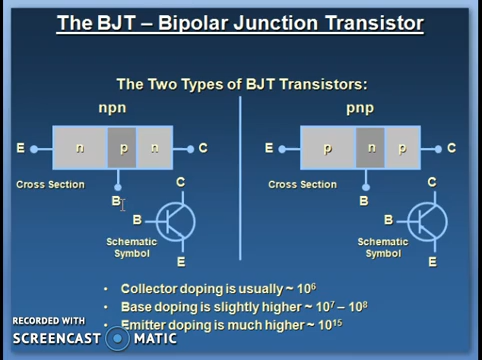 The BJT – Bipolar Junction Transistor
The Two Types of BJT Transistors:
npn
pnp
E n p n C
E p n p C
Cross Section
Cross Section
B
B
C
C
B
B
Schematic
Symbol
Schematic
Symbol
E
E
• Collector doping is usually ~ 10⁶
• Base doping is slightly higher ~ 10⁷ – 10⁸
• Emitter doping is much higher ~ 10¹⁵
RECORDED WITH
SCREENCAST MATIC